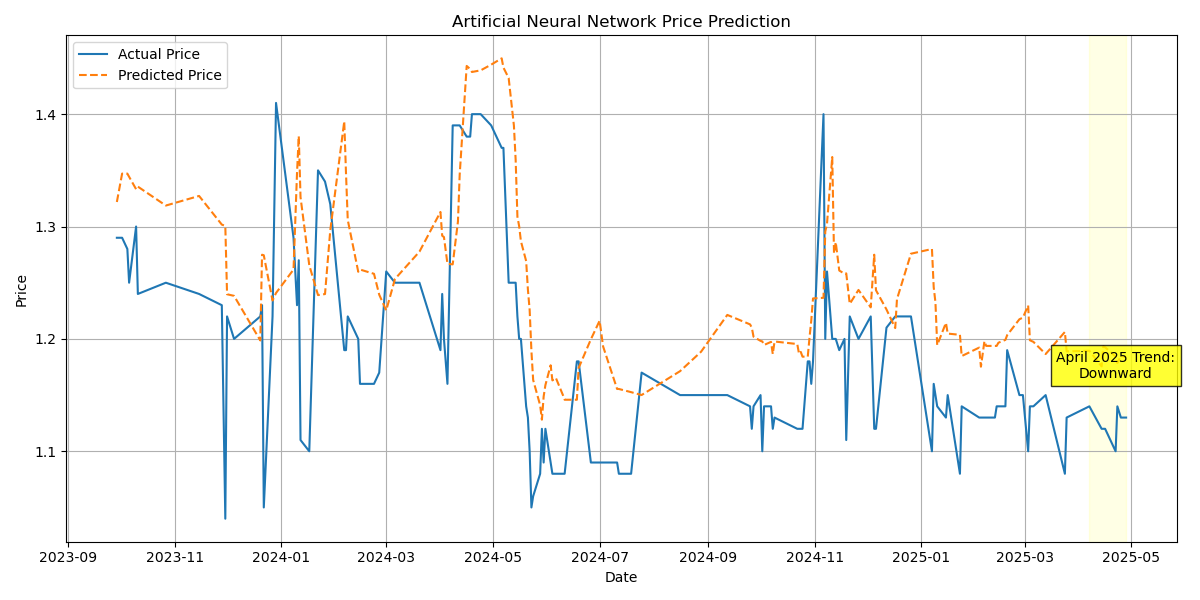 Artificial Neural Network Price Prediction
Actual Price
Predicted Price
Price
1.4
1.3
1.2
1.1
April 2025 Trend:
Downward
2023-09
2023-11
2024-01
2024-03
2024-05
2024-07
2024-09
2024-11
2025-01
2025-03
2025-05
Date